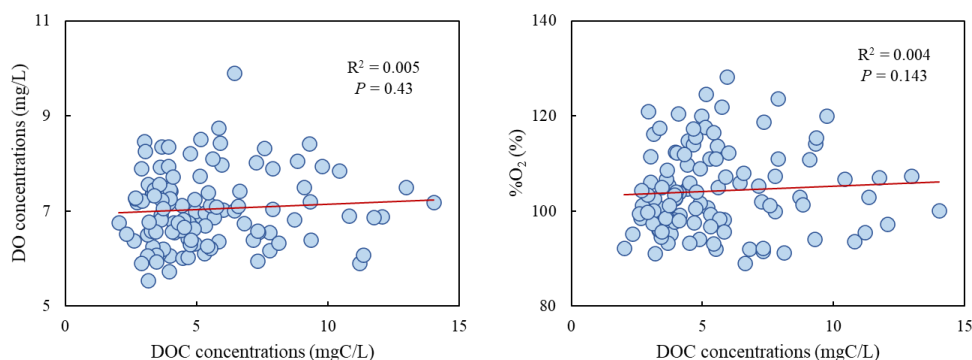 11
9
7
5
0
5
10
15
DO concentrations (mg/L)
DOC concentrations (mgC/L)
R² = 0.005
P = 0.43
140
120
100
80
0
5
10
15
%O₂ (%)
DOC concentrations (mgC/L)
R² = 0.004
P = 0.143